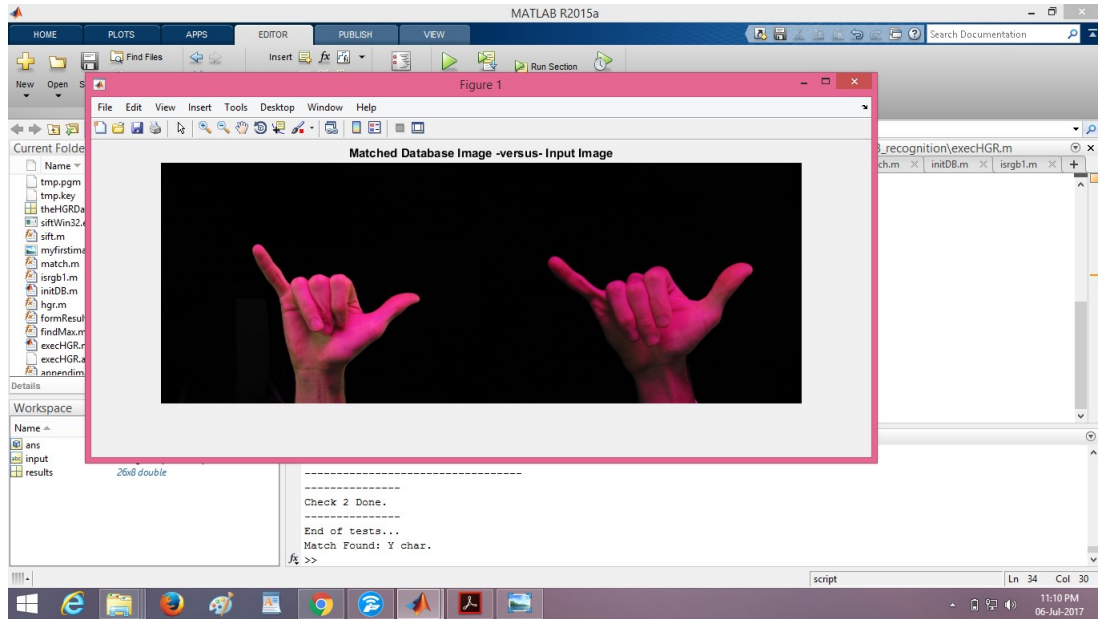 MATLAB R2015a
HOME PLOTS APPS EDITOR PUBLISH VIEW
Search Documentation
Find Files Insert fx
Run Section
New Open
Figure 1
File Edit View Insert Tools Desktop Window Help
Current Folde
_recognition\execHGR.m
Name
ch.m initDB.m isrgb1.m
Matched Database Image -versus- Input Image
tmp.pgm
tmp.key
theHGRDa
siftWin32.e
sift.m
myfirstima
match.m
isrgb1.m
initDB.m
hgr.m
formResul
findMax.m
execHGR.r
execHGR.a
appendim
Details
Workspace
Name
ans
input
results 26x8 double
----------------------------------
---------------
Check 2 Done.
---------------
End of tests...
Match Found: Y char.
fx >>
script Ln 34 Col 30
11:10 PM
06-Jul-2017